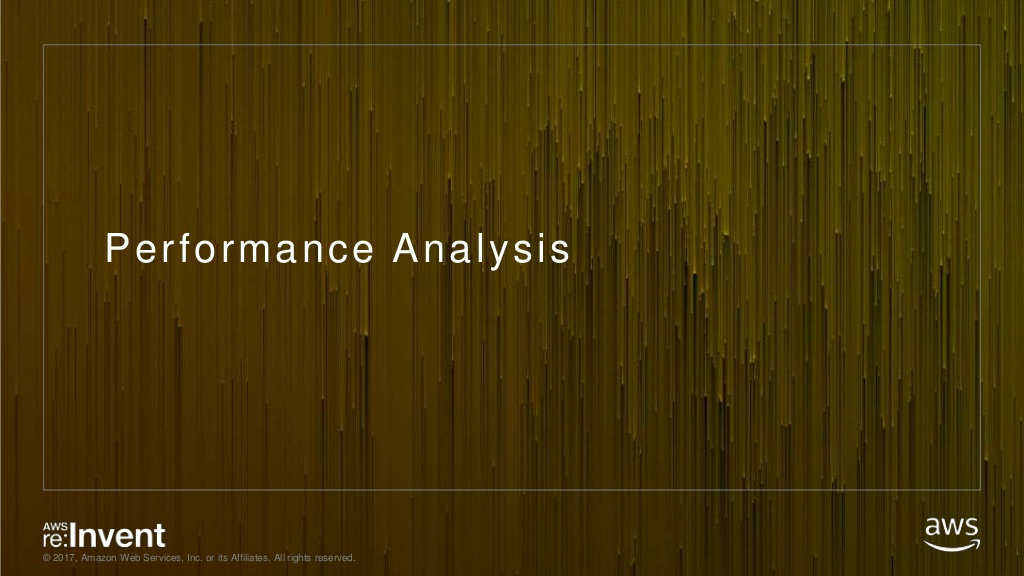 Performance Analysis
AWS
re:Invent
© 2017, Amazon Web Services, Inc. or its Affiliates. All rights reserved.
aws